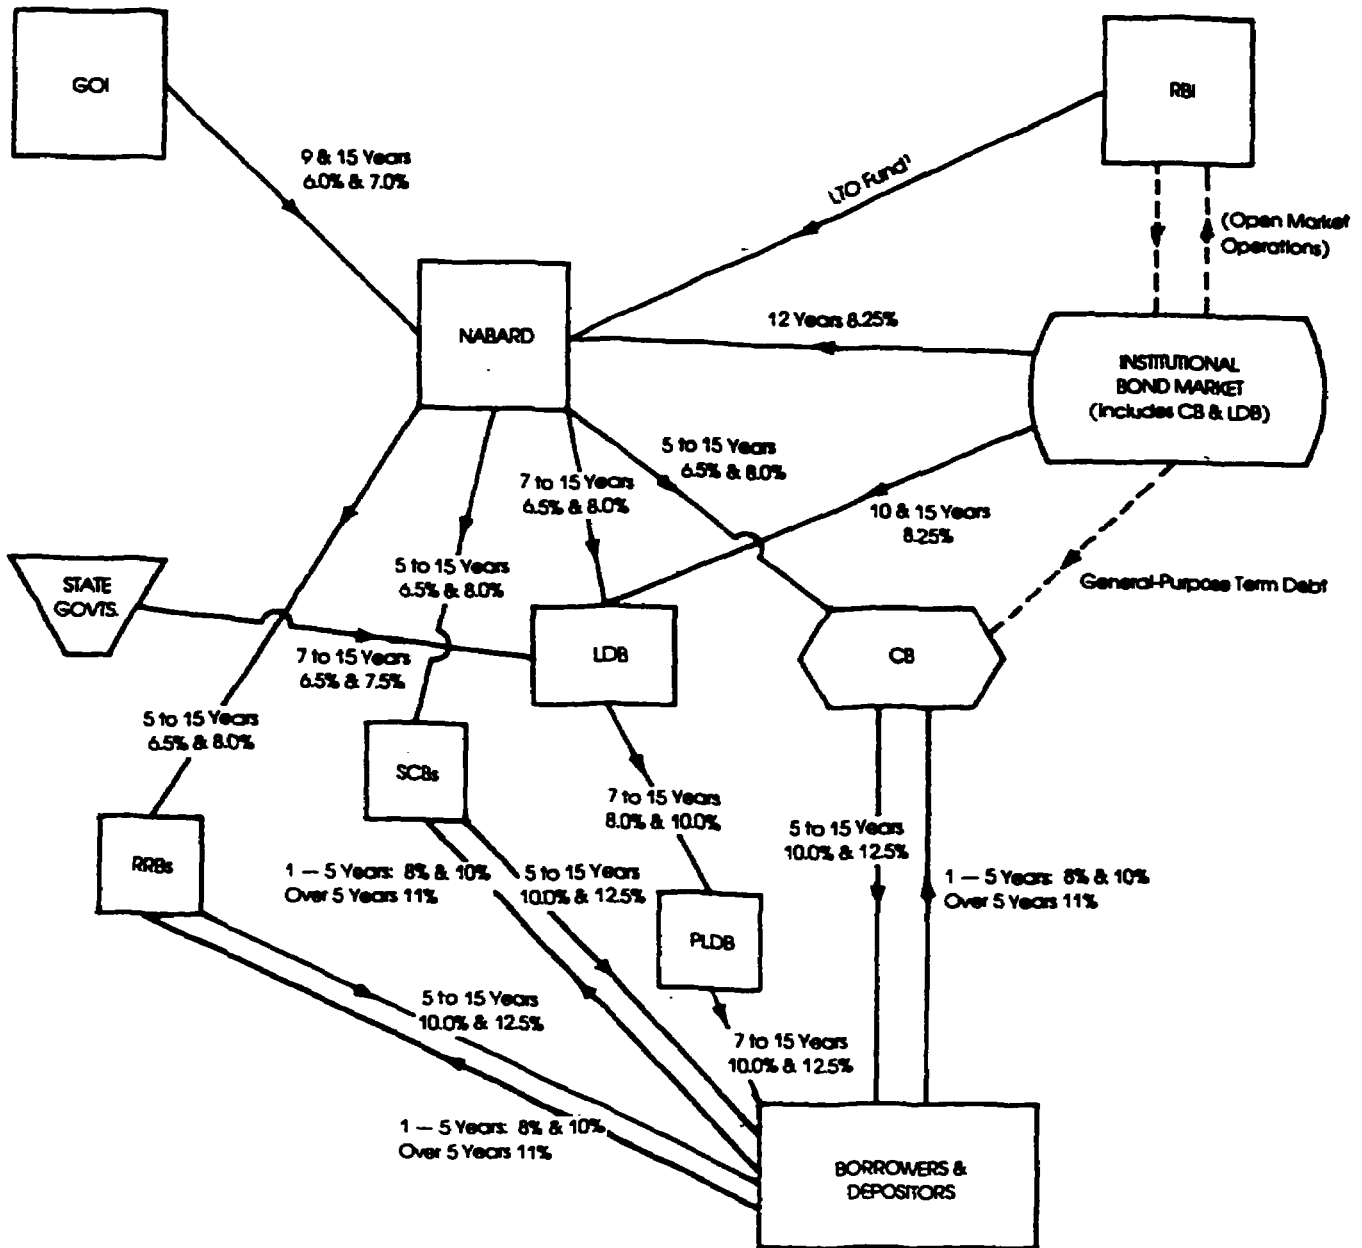 GOI
RBI
9 & 15 Years
6.0% & 7.0%
LTO Fund¹
(Open Market
Operations)
NABARD
12 Years 8.25%
INSTITUTIONAL
BOND MARKET
(Includes CB & LDB)
5 to 15 Years
6.5% & 8.0%
7 to 15 Years
6.5% & 8.0%
10 & 15 Years
8.25%
5 to 15 Years
6.5% & 8.0%
STATE
GOVTS.
General-Purpose Term Debt
LDB
CB
7 to 15 Years
6.5% & 7.5%
5 to 15 Years
6.5% & 8.0%
SCBs
7 to 15 Years
8.0% & 10.0%
5 to 15 Years
10.0% & 12.5%
RRBs
1 — 5 Years: 8% & 10%
Over 5 Years 11%
5 to 15 Years
10.0% & 12.5%
1 — 5 Years: 8% & 10%
Over 5 Years 11%
PLDB
5 to 15 Years
10.0% & 12.5%
7 to 15 Years
10.0% & 12.5%
1 — 5 Years: 8% & 10%
Over 5 Years 11%
BORROWERS &
DEPOSITORS